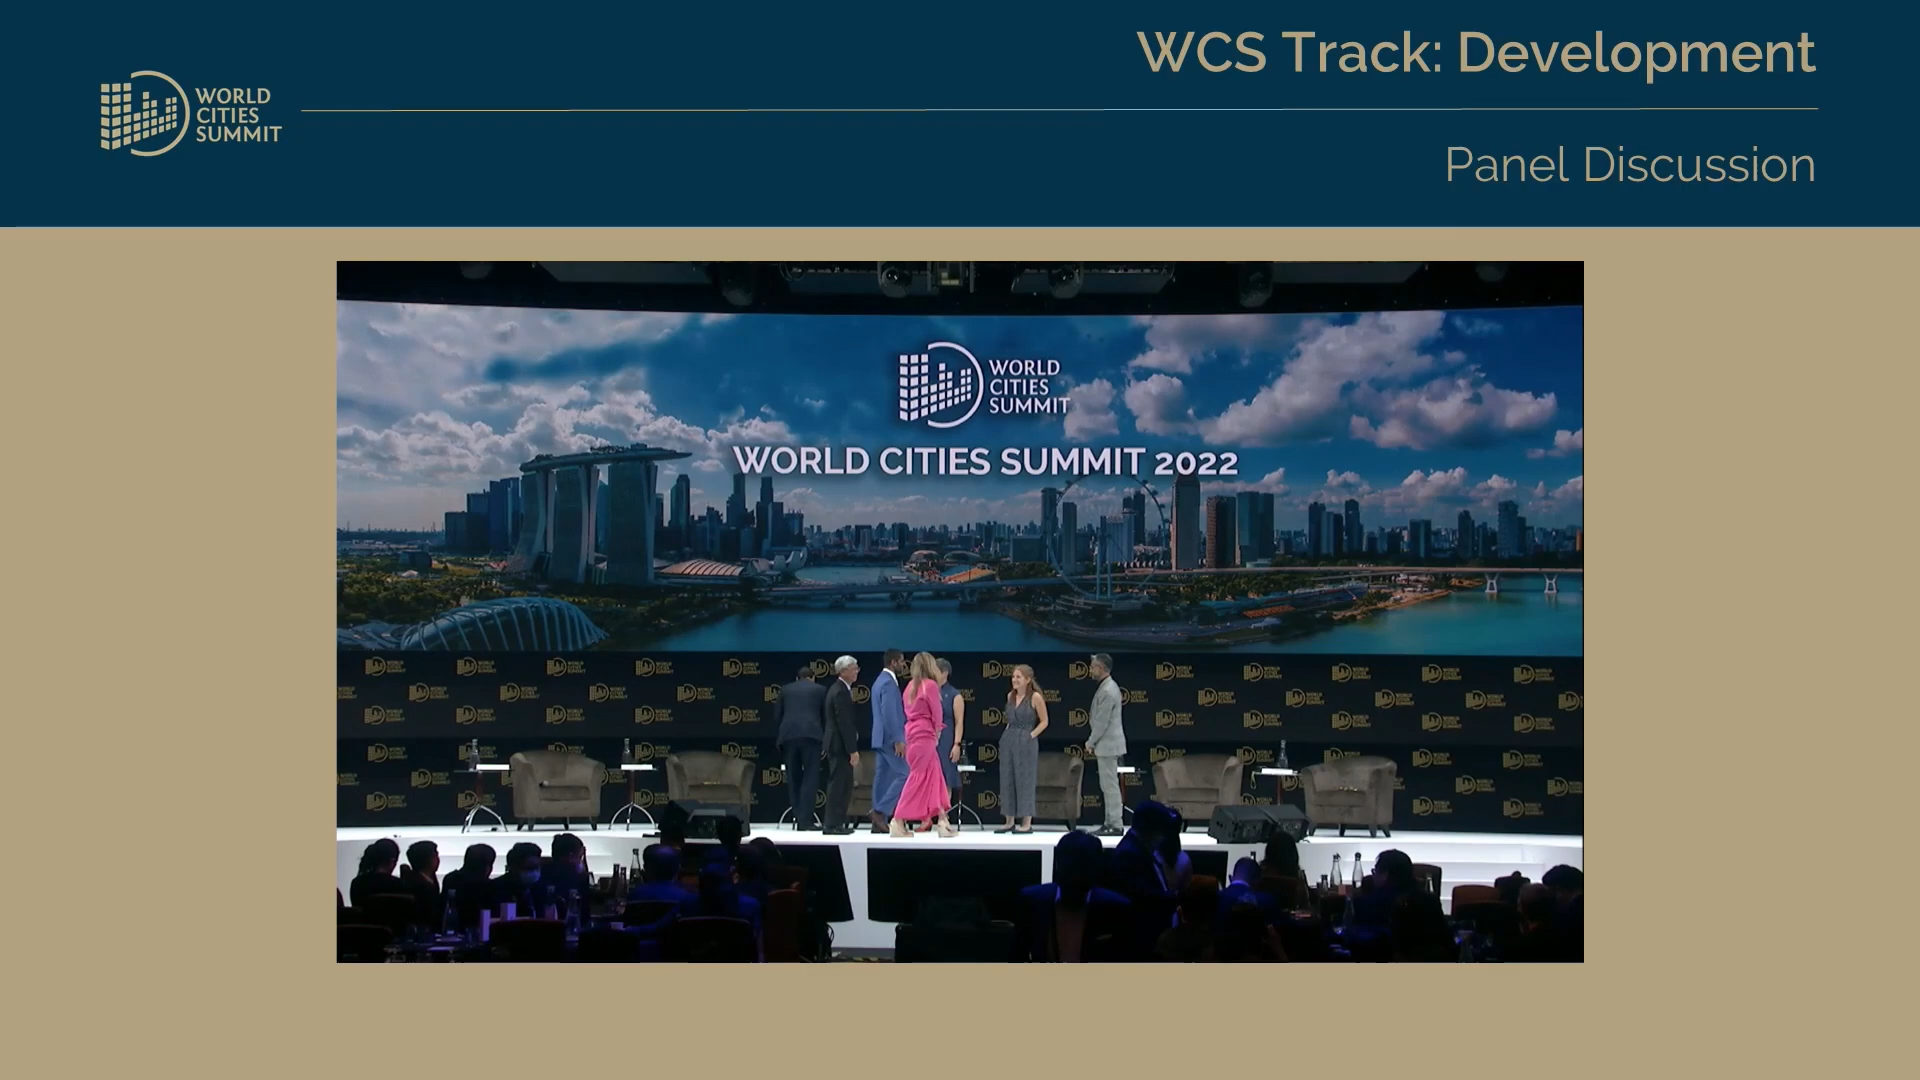 WCS Track: Development
WORLD
CITIES
SUMMIT
Panel Discussion
WORLD
CITIES
SUMMIT
WORLD CITIES SUMMIT 2022